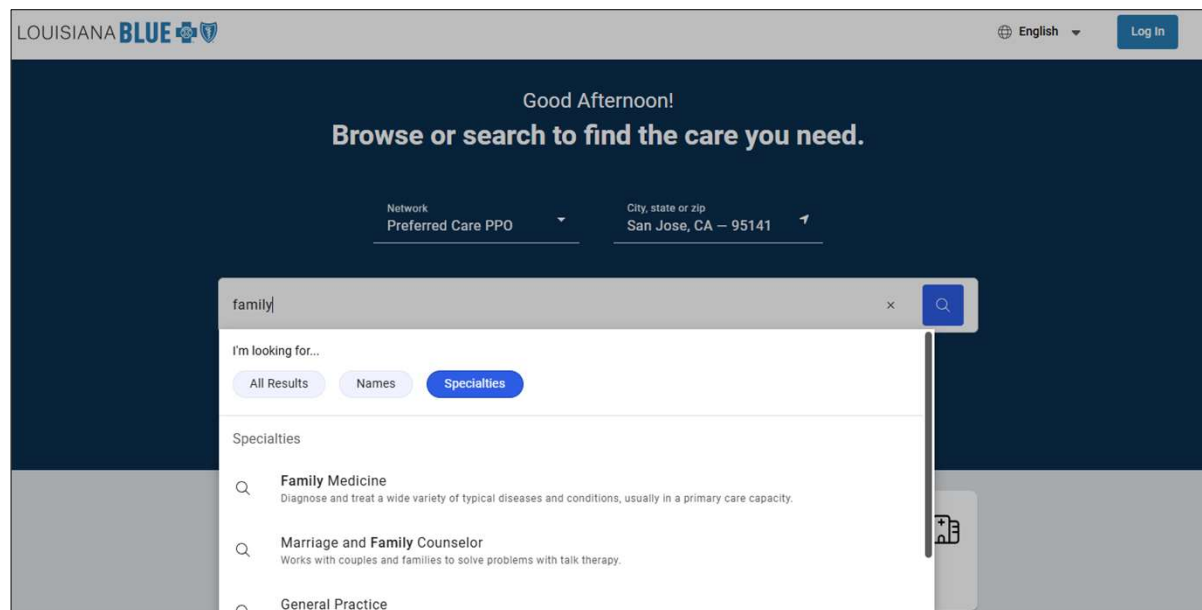 LOUISIANA BLUE
English
Log In
Good Afternoon!
Browse or search to find the care you need.
Network
Preferred Care PPO
City, state or zip
San Jose, CA — 95141
family
I'm looking for...
All Results
Names
Specialties
Specialties
Family Medicine
Diagnose and treat a wide variety of typical diseases and conditions, usually in a primary care capacity.
Marriage and Family Counselor
Works with couples and families to solve problems with talk therapy.
General Practice